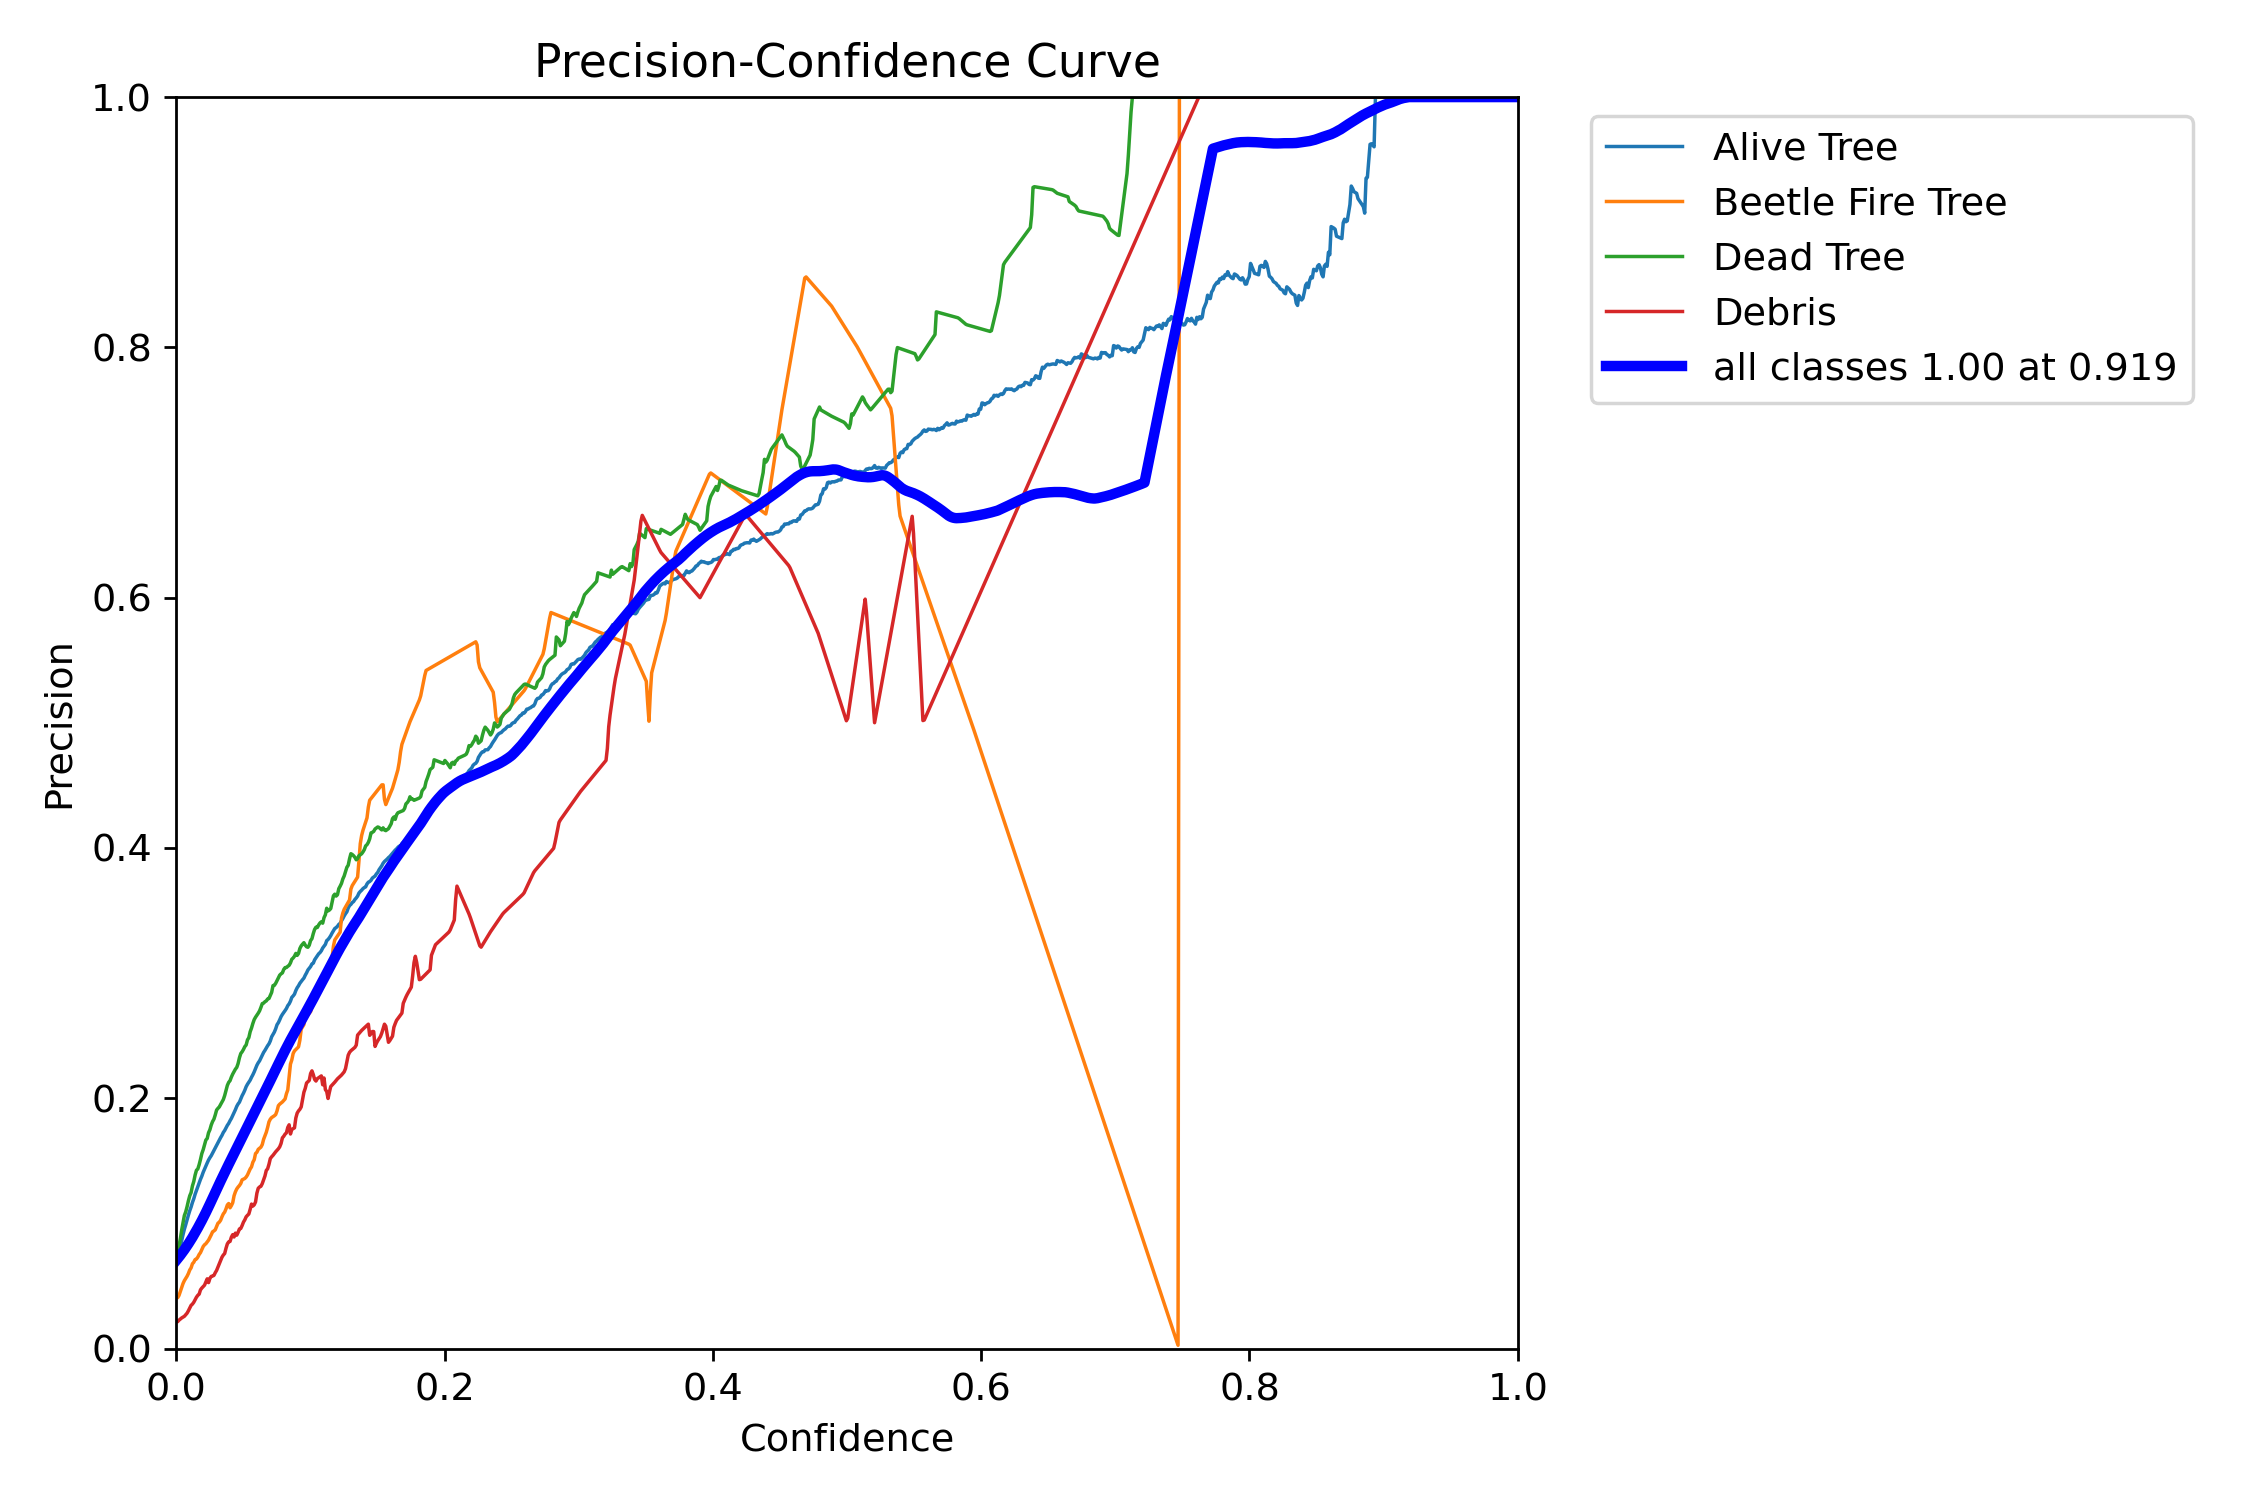 Precision-Confidence Curve
1.0
0.8
0.6
0.4
0.2
0.0
Precision
0.0 0.2 0.4 0.6 0.8 1.0
Confidence
Alive Tree
Beetle Fire Tree
Dead Tree
Debris
all classes 1.00 at 0.919